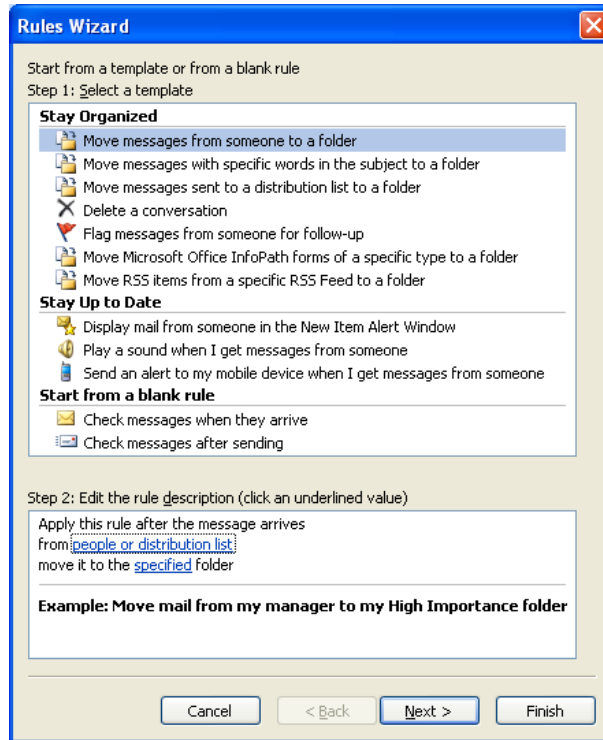 Rules Wizard
Start from a template or from a blank rule
Step 1: Select a template
Stay Organized
Move messages from someone to a folder
Move messages with specific words in the subject to a folder
Move messages sent to a distribution list to a folder
Delete a conversation
Flag messages from someone for follow-up
Move Microsoft Office InfoPath forms of a specific type to a folder
Move RSS items from a specific RSS Feed to a folder
Stay Up to Date
Display mail from someone in the New Item Alert Window
Play a sound when I get messages from someone
Send an alert to my mobile device when I get messages from someone
Start from a blank rule
Check messages when they arrive
Check messages after sending
Step 2: Edit the rule description (click an underlined value)
Apply this rule after the message arrives
from people or distribution list
move it to the specified folder
Example: Move mail from my manager to my High Importance folder
Cancel < Back Next > Finish